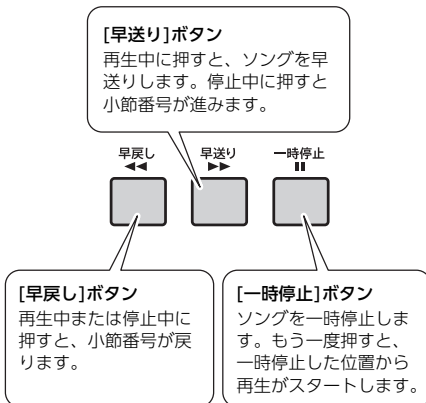 [早送り]ボタン
再生中に押すと、ソングを早
送りします。停止中に押すと
小節番号が進みます。
早戻し 早送り 一時停止
[早戻し]ボタン
再生中または停止中に
押すと、小節番号が戻
ります。
[一時停止]ボタン
ソングを一時停止しま
す。もう一度押すと、
一時停止した位置から
再生がスタートします。